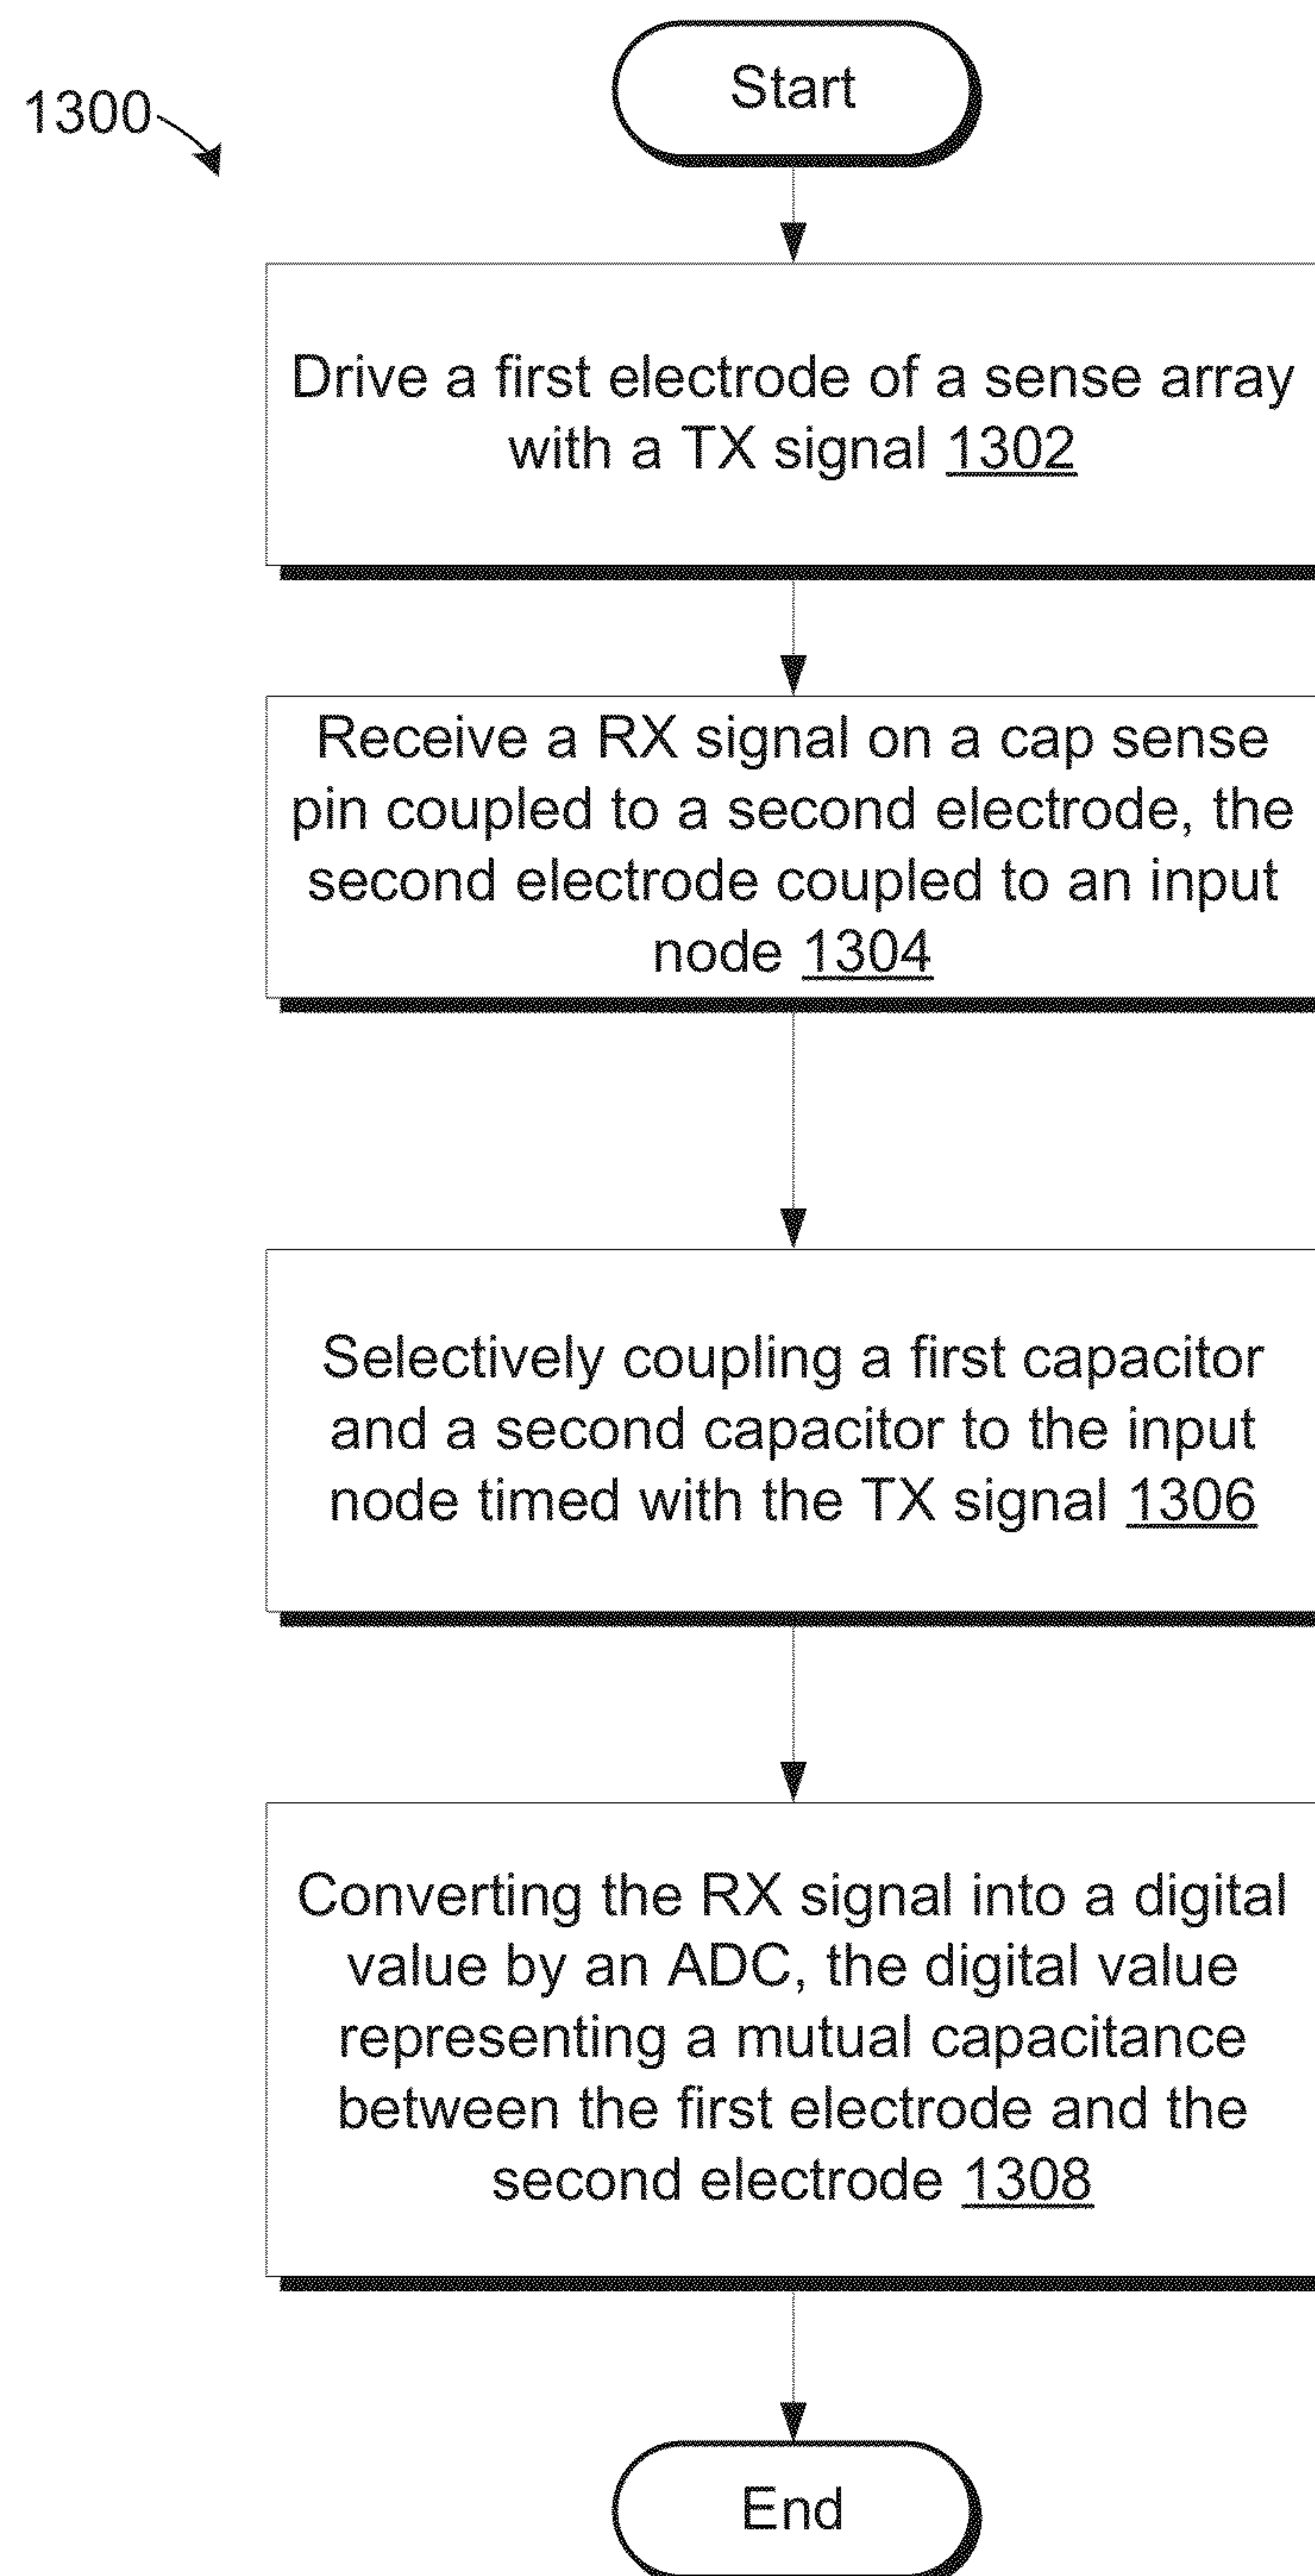 Start
1300
Drive a first electrode of a sense array
with a TX signal 1302
Receive a RX signal on a cap sense
pin coupled to a second electrode, the
second electrode coupled to an input
node 1304
Selectively coupling a first capacitor
and a second capacitor to the input
node timed with the TX signal 1306
Converting the RX signal into a digital
value by an ADC, the digital value
representing a mutual capacitance
between the first electrode and the
second electrode 1308
End